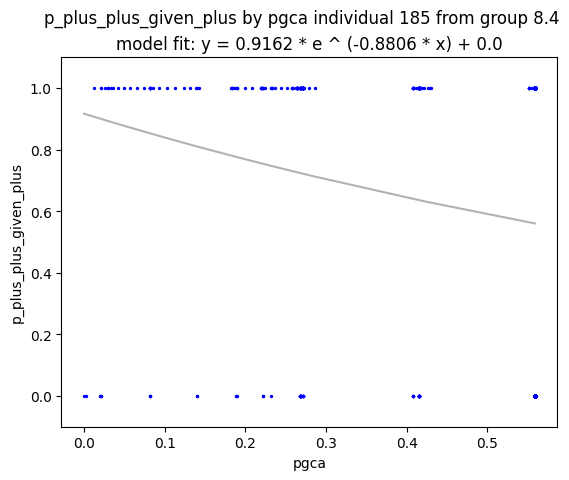 p_plus_plus_given_plus by pgca individual 185 from group 8.4
model fit: y = 0.9162 * e ^ (-0.8806 * x) + 0.0
p_plus_plus_given_plus
1.0
0.8
0.6
0.4
0.2
0.0
0.0 0.1 0.2 0.3 0.4 0.5
pgca